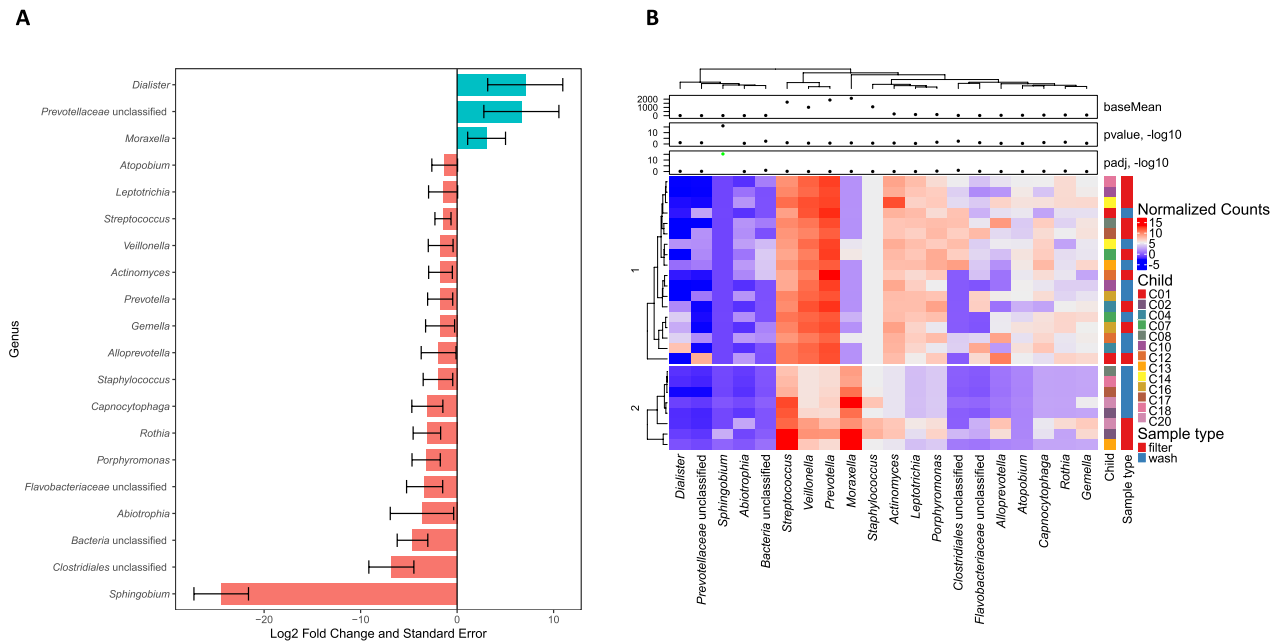 A
Genus
Dialister
Prevotellaceae unclassified
Moraxella
Atopobium
Leptotrichia
Streptococcus
Veillonella
Actinomyces
Prevotella
Gemella
Alloprevotella
Staphylococcus
Capnocytophaga
Rothia
Porphyromonas
Flavobacteriaceae unclassified
Abiotrophia
Bacteria unclassified
Clostridiales unclassified
Sphingobium
−20 −10 0 10
Log2 Fold Change and Standard Error
B
2000
1000
0
baseMean
10
0
pvalue, -log10
10
0
padj, -log10
1
2
Dialister
Prevotellaceae unclassified
Sphingobium
Abiotrophia
Bacteria unclassified
Streptococcus
Veillonella
Prevotella
Moraxella
Staphylococcus
Actinomyces
Leptotrichia
Porphyromonas
Clostridiales unclassified
Flavobacteriaceae unclassified
Alloprevotella
Atopobium
Capnocytophaga
Rothia
Gemella
Child
Sample type
Normalized Counts
15
10
5
0
-5
Child
C01
C02
C04
C07
C08
C10
C12
C13
C14
C16
C17
C18
C20
Sample type
filter
wash